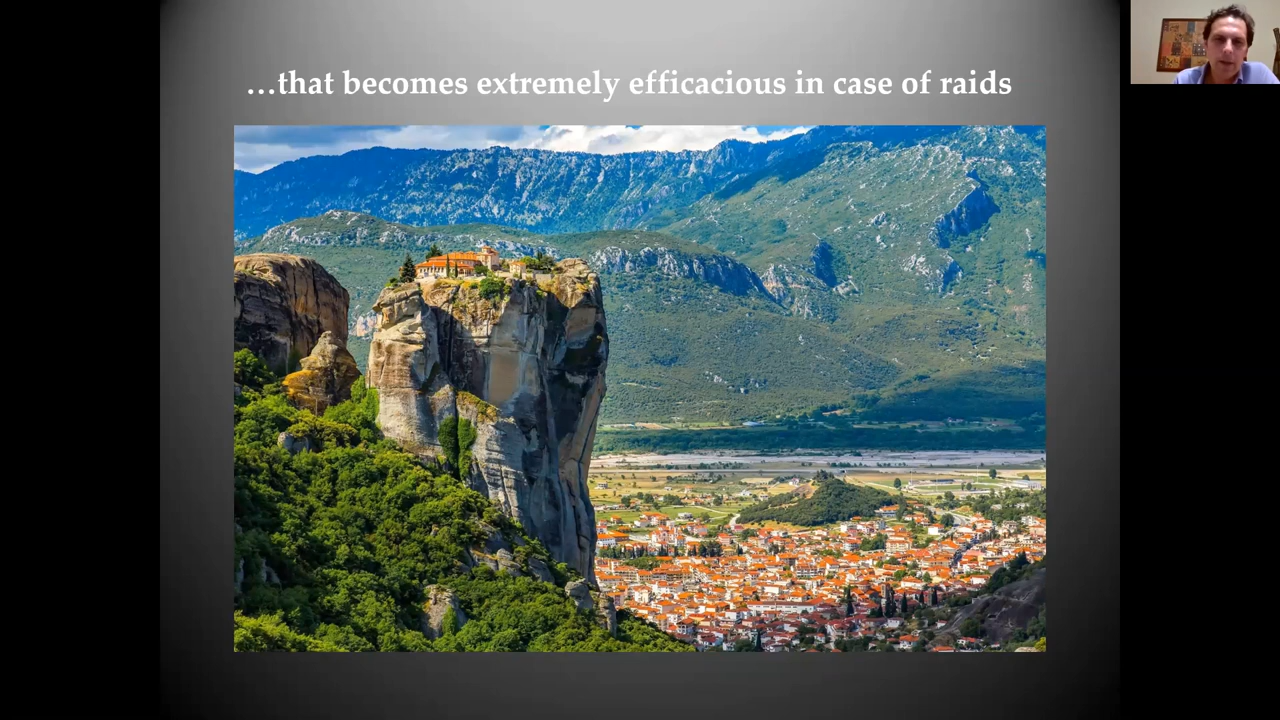 …that becomes extremely efficacious in case of raids